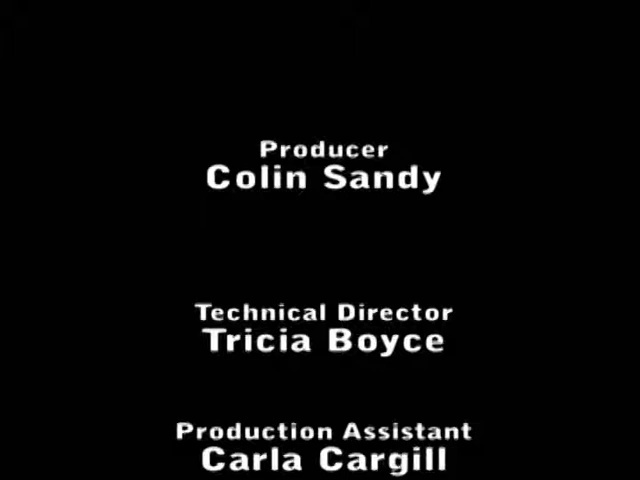 Producer
Colin Sandy
Technical Director
Tricia Boyce
Production Assistant
Carla Cargill